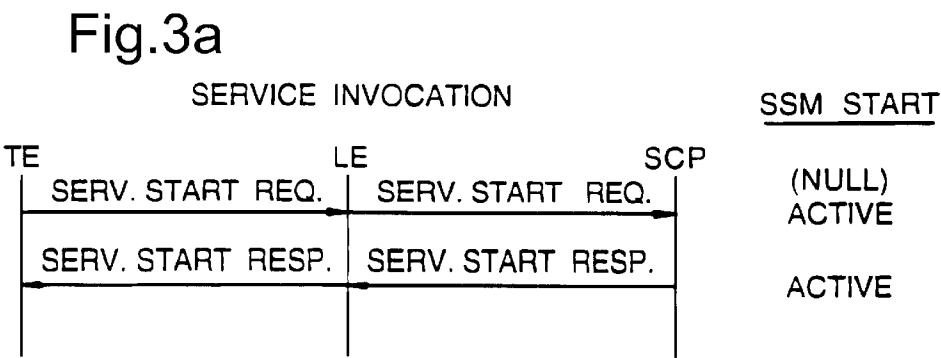 Fig.3a
SERVICE INVOCATION
SSM START
TE LE SCP
SERV. START REQ. SERV. START REQ.
(NULL)
ACTIVE
SERV. START RESP. SERV. START RESP.
ACTIVE